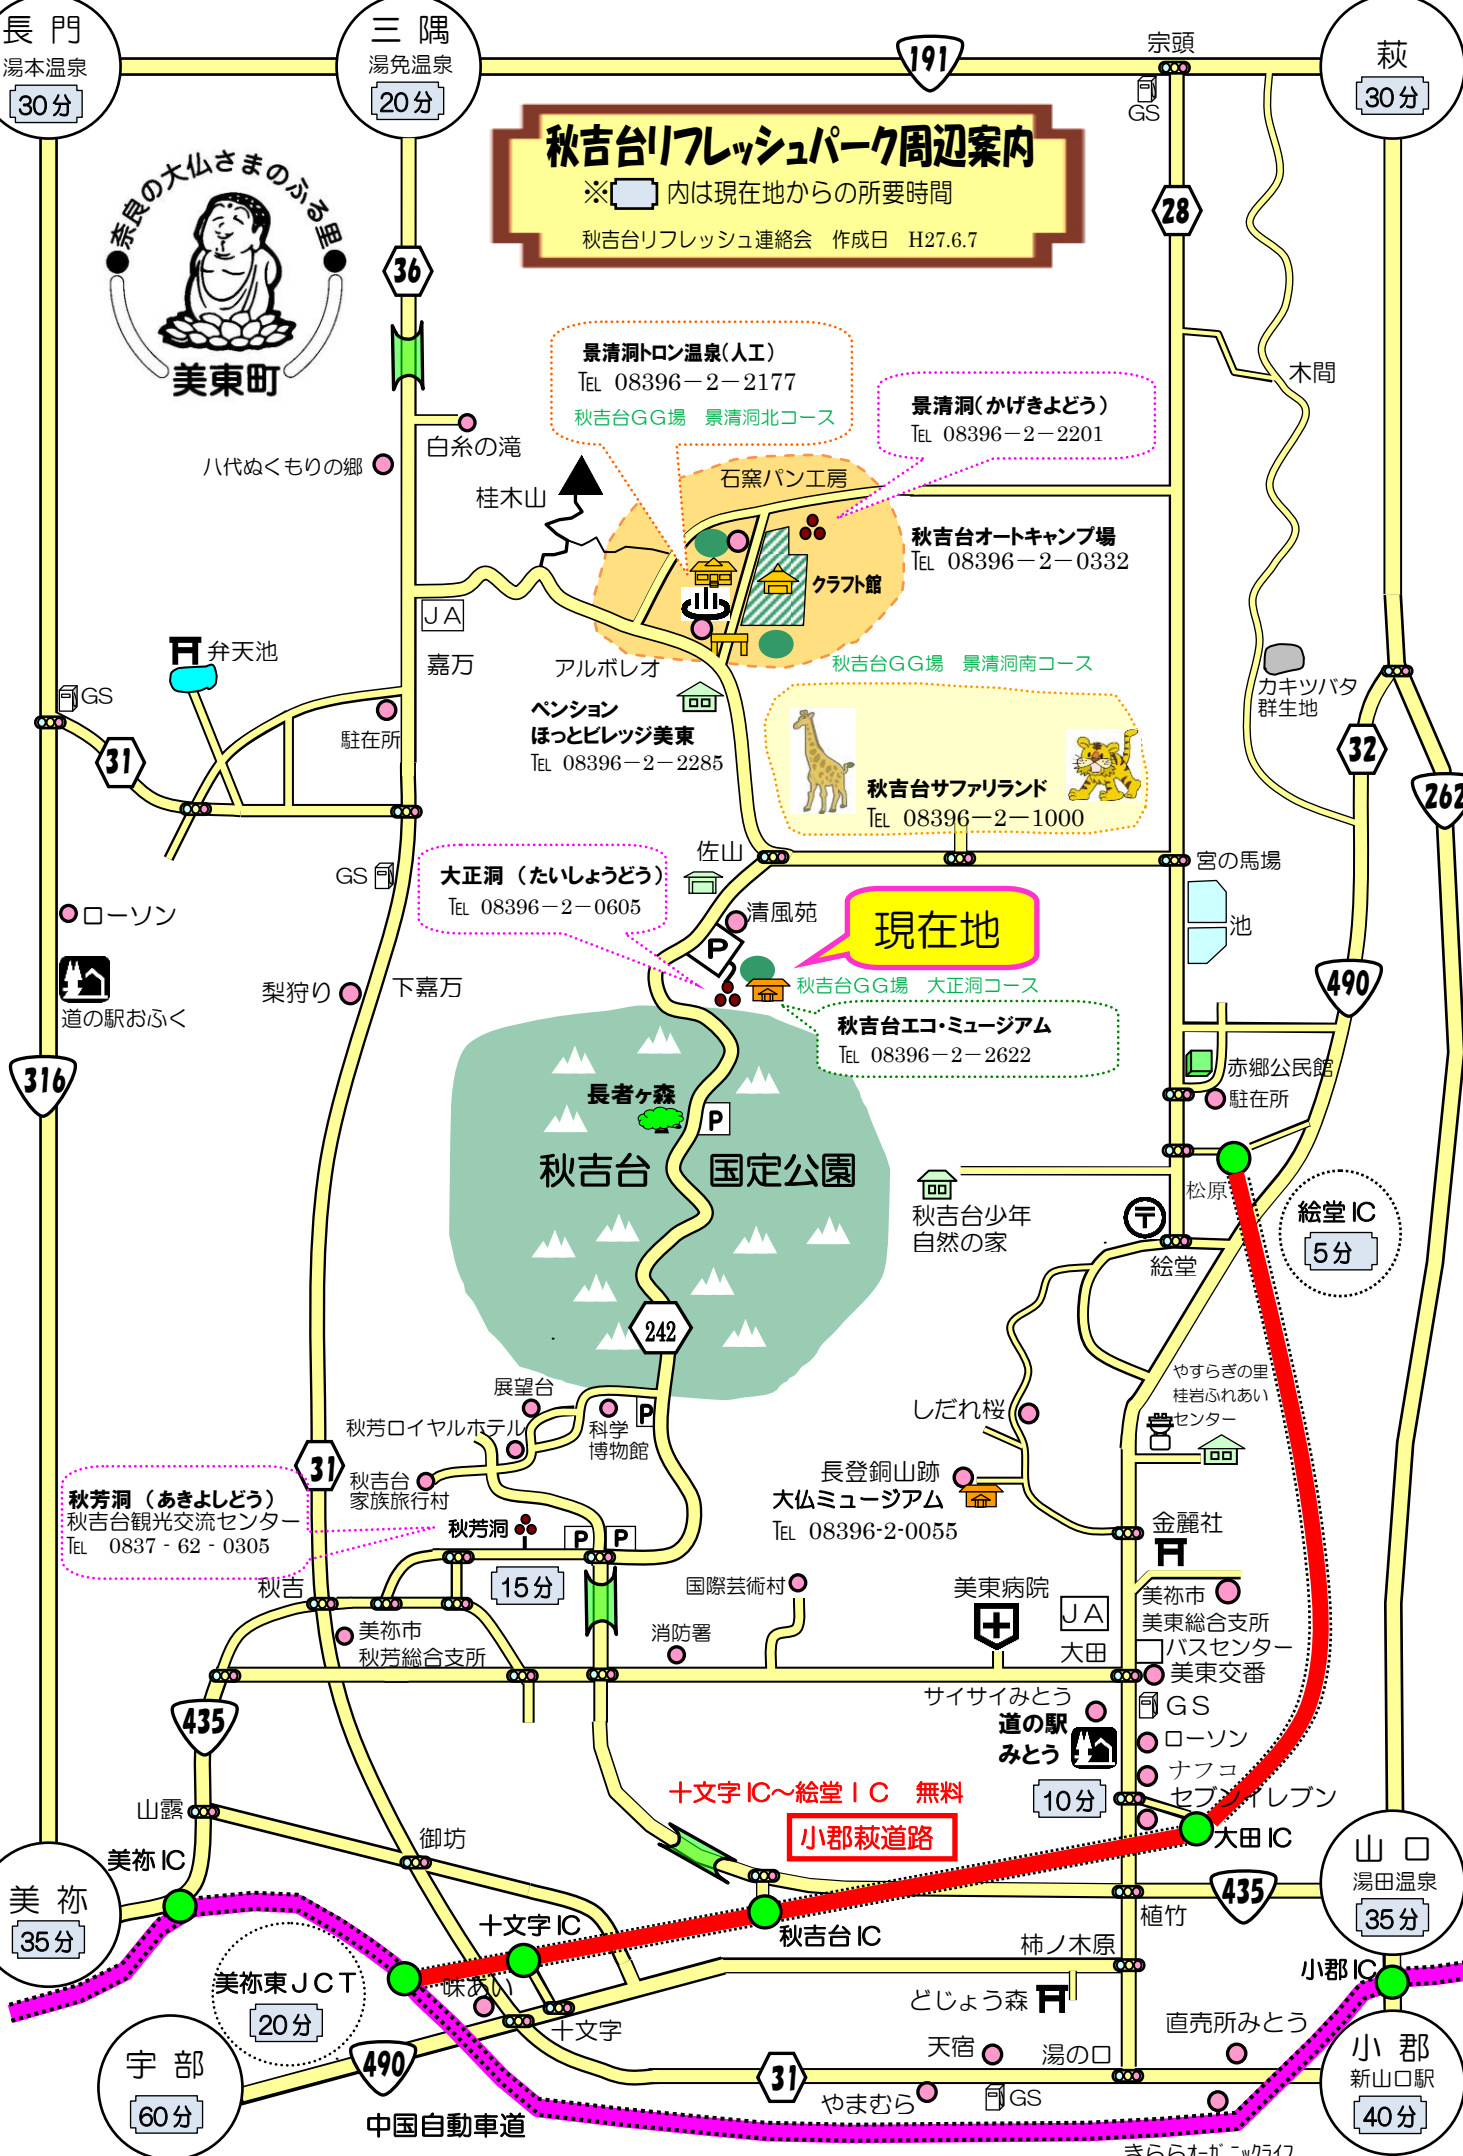 長 門
湯本温泉
30分
三 隅
湯免温泉
20分
191
宗頭
GS
萩
30分
奈良の大仏さまのふる里
美東町
秋吉台リフレッシュパーク周辺案内
※ 内は現在地からの所要時間
秋吉台リフレッシュ連絡会　作成日　H27.6.7
28
36
景清洞トロン温泉(人工)
℡ 08396－2－2177
秋吉台GG場　景清洞北コース
景清洞(かげきよどう)
℡ 08396－2－2201
木間
白糸の滝
八代ぬくもりの郷
桂木山
石窯パン工房
秋吉台オートキャンプ場
℡ 08396－2－0332
クラフト館
JA
嘉万
弁天池
アルボレオ
秋吉台GG場　景清洞南コース
カキツバタ
群生地
GS
駐在所
31
ペンション
ほっとビレッジ美東
℡ 08396－2－2285
32
262
秋吉台サファリランド
℡ 08396－2－1000
佐山
宮の馬場
GS
大正洞 (たいしょうどう)
℡ 08396－2－0605
ローソン
清風苑
P
現在地
池
梨狩り
下嘉万
秋吉台GG場　大正洞コース
490
道の駅おふく
秋吉台エコ・ミュージアム
℡ 08396－2－2622
316
赤郷公民館
駐在所
長者ヶ森
P
秋吉台　国定公園
松原
秋吉台少年
自然の家
〒
絵堂
絵堂IC
5分
242
やすらぎの里
桂岩ふれあい
センター
展望台
P
秋芳ロイヤルホテル
科学
博物館
しだれ桜
31
秋吉台
家族旅行村
長登銅山跡
大仏ミュージアム
℡ 08396-2-0055
秋芳洞 (あきよしどう)
秋吉台観光交流センター
℡ 0837 - 62 - 0305
秋芳洞
P
P
金麗社
15分
秋吉
国際芸術村
美東病院
JA
大田
美祢市
美東総合支所
バスセンター
美東交番
美祢市
秋芳総合支所
消防署
サイサイみとう
GS
道の駅
みとう
ローソン
ナフコ
セブンイレブン
10分
435
十文字IC～絵堂IC　無料
小郡萩道路
大田IC
山露
御坊
美祢IC
山 口
湯田温泉
35分
美 祢
35分
十文字IC
秋吉台IC
435
植竹
柿ノ木原
小郡IC
美祢東JCT
20分
味あい
どじょう森
十文字
直売所みとう
宇 部
60分
490
天宿
湯の口
31
やまむら
GS
小 郡
新山口駅
40分
中国自動車道
きららオーガニックライフ